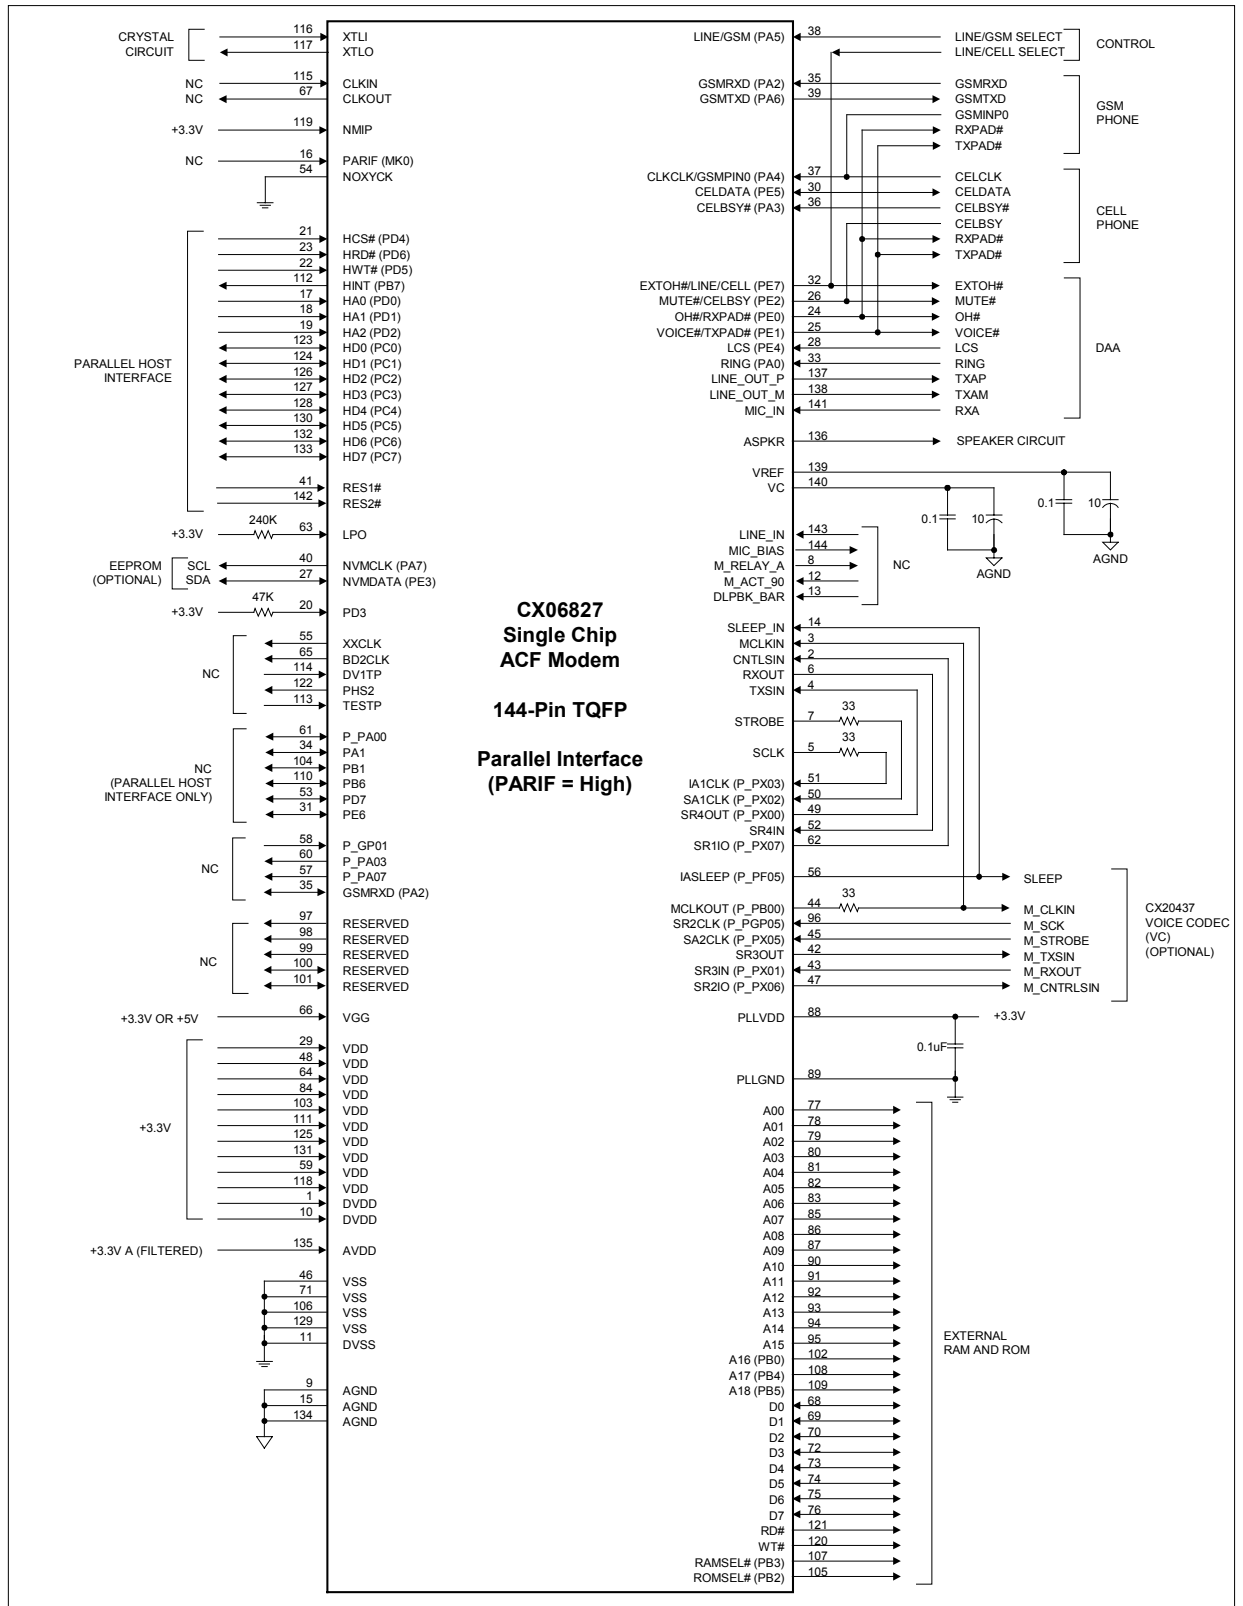 CRYSTAL
CIRCUIT
116 XTLI
117 XTLO
NC 115 CLKIN
NC 67 CLKOUT
+3.3V 119 NMIP
NC 16 PARIF (MK0)
54 NOXYCK
PARALLEL HOST
INTERFACE
21 HCS# (PD4)
23 HRD# (PD6)
22 HWT# (PD5)
112 HINT (PB7)
17 HA0 (PD0)
18 HA1 (PD1)
19 HA2 (PD2)
123 HD0 (PC0)
124 HD1 (PC1)
126 HD2 (PC2)
127 HD3 (PC3)
128 HD4 (PC4)
130 HD5 (PC5)
132 HD6 (PC6)
133 HD7 (PC7)
41 RES1#
142 RES2#
+3.3V 240K 63 LPO
EEPROM
(OPTIONAL)
SCL 40 NVMCLK (PA7)
SDA 27 NVMDATA (PE3)
+3.3V 47K 20 PD3
NC
55 XXCLK
65 BD2CLK
114 DV1TP
122 PHS2
113 TESTP
NC
(PARALLEL HOST
INTERFACE ONLY)
61 P_PA00
34 PA1
104 PB1
110 PB6
53 PD7
31 PE6
NC
58 P_GP01
60 P_PA03
57 P_PA07
35 GSMRXD (PA2)
NC
97 RESERVED
98 RESERVED
99 RESERVED
100 RESERVED
101 RESERVED
+3.3V OR +5V 66 VGG
+3.3V
29 VDD
48 VDD
64 VDD
84 VDD
103 VDD
111 VDD
125 VDD
131 VDD
59 VDD
118 VDD
1 DVDD
10 DVDD
+3.3V A (FILTERED) 135 AVDD
46 VSS
71 VSS
106 VSS
129 VSS
11 DVSS
9 AGND
15 AGND
134 AGND
CX06827
Single Chip
ACF Modem
144-Pin TQFP
Parallel Interface
(PARIF = High)
LINE/GSM (PA5) 38 LINE/GSM SELECT
LINE/CELL SELECT
CONTROL
GSMRXD (PA2) 35 GSMRXD
GSMTXD (PA6) 39 GSMTXD
GSMINP0
RXPAD#
TXPAD#
GSM
PHONE
CLKCLK/GSMPIN0 (PA4) 37 CELCLK
CELDATA (PE5) 30 CELDATA
CELBSY# (PA3) 36 CELBSY#
CELBSY
RXPAD#
TXPAD#
CELL
PHONE
EXTOH#/LINE/CELL (PE7) 32 EXTOH#
MUTE#/CELBSY (PE2) 26 MUTE#
OH#/RXPAD# (PE0) 24 OH#
VOICE#/TXPAD# (PE1) 25 VOICE#
LCS (PE4) 28 LCS
RING (PA0) 33 RING
LINE_OUT_P 137 TXAP
LINE_OUT_M 138 TXAM
MIC_IN 141 RXA
DAA
ASPKR 136 SPEAKER CIRCUIT
VREF 139
VC 140
0.1 10 AGND
0.1 10 AGND
LINE_IN 143
MIC_BIAS 144
M_RELAY_A 8
M_ACT_90 12
DLPBK_BAR 13
NC
SLEEP_IN 14
MCLKIN 3
CNTLSIN 2
RXOUT 6
TXSIN 4
STROBE 7 33
SCLK 5 33
IA1CLK (P_PX03) 51
SA1CLK (P_PX02) 50
SR4OUT (P_PX00) 49
SR4IN 52
SR1IO (P_PX07) 62
IASLEEP (P_PF05) 56 SLEEP
MCLKOUT (P_PB00) 44 33 M_CLKIN
SR2CLK (P_PGP05) 96 M_SCK
SA2CLK (P_PX05) 45 M_STROBE
SR3OUT 42 M_TXSIN
SR3IN (P_PX01) 43 M_RXOUT
SR2IO (P_PX06) 47 M_CNTRLSIN
CX20437
VOICE CODEC
(VC)
(OPTIONAL)
PLLVDD 88 +3.3V
0.1uF
PLLGND 89
A00 77
A01 78
A02 79
A03 80
A04 81
A05 82
A06 83
A07 85
A08 86
A09 87
A10 90
A11 91
A12 92
A13 93
A14 94
A15 95
A16 (PB0) 102
A17 (PB4) 108
A18 (PB5) 109
D0 68
D1 69
D2 70
D3 72
D4 73
D5 74
D6 75
D7 76
RD# 121
WT# 120
RAMSEL# (PB3) 107
ROMSEL# (PB2) 105
EXTERNAL
RAM AND ROM